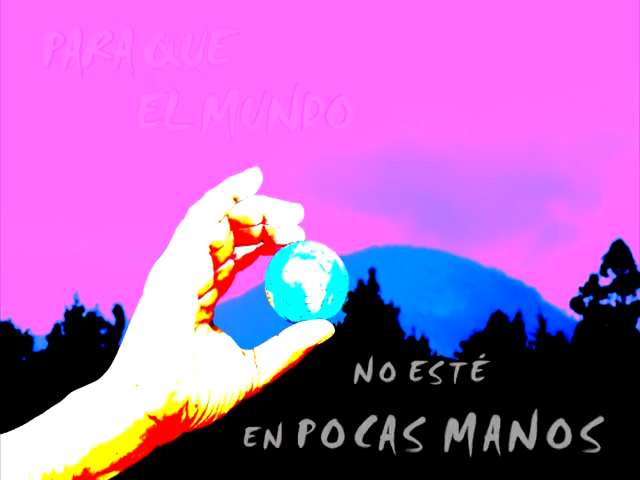 PARA QUE
EL MUNDO
NO ESTÉ
EN POCAS MANOS